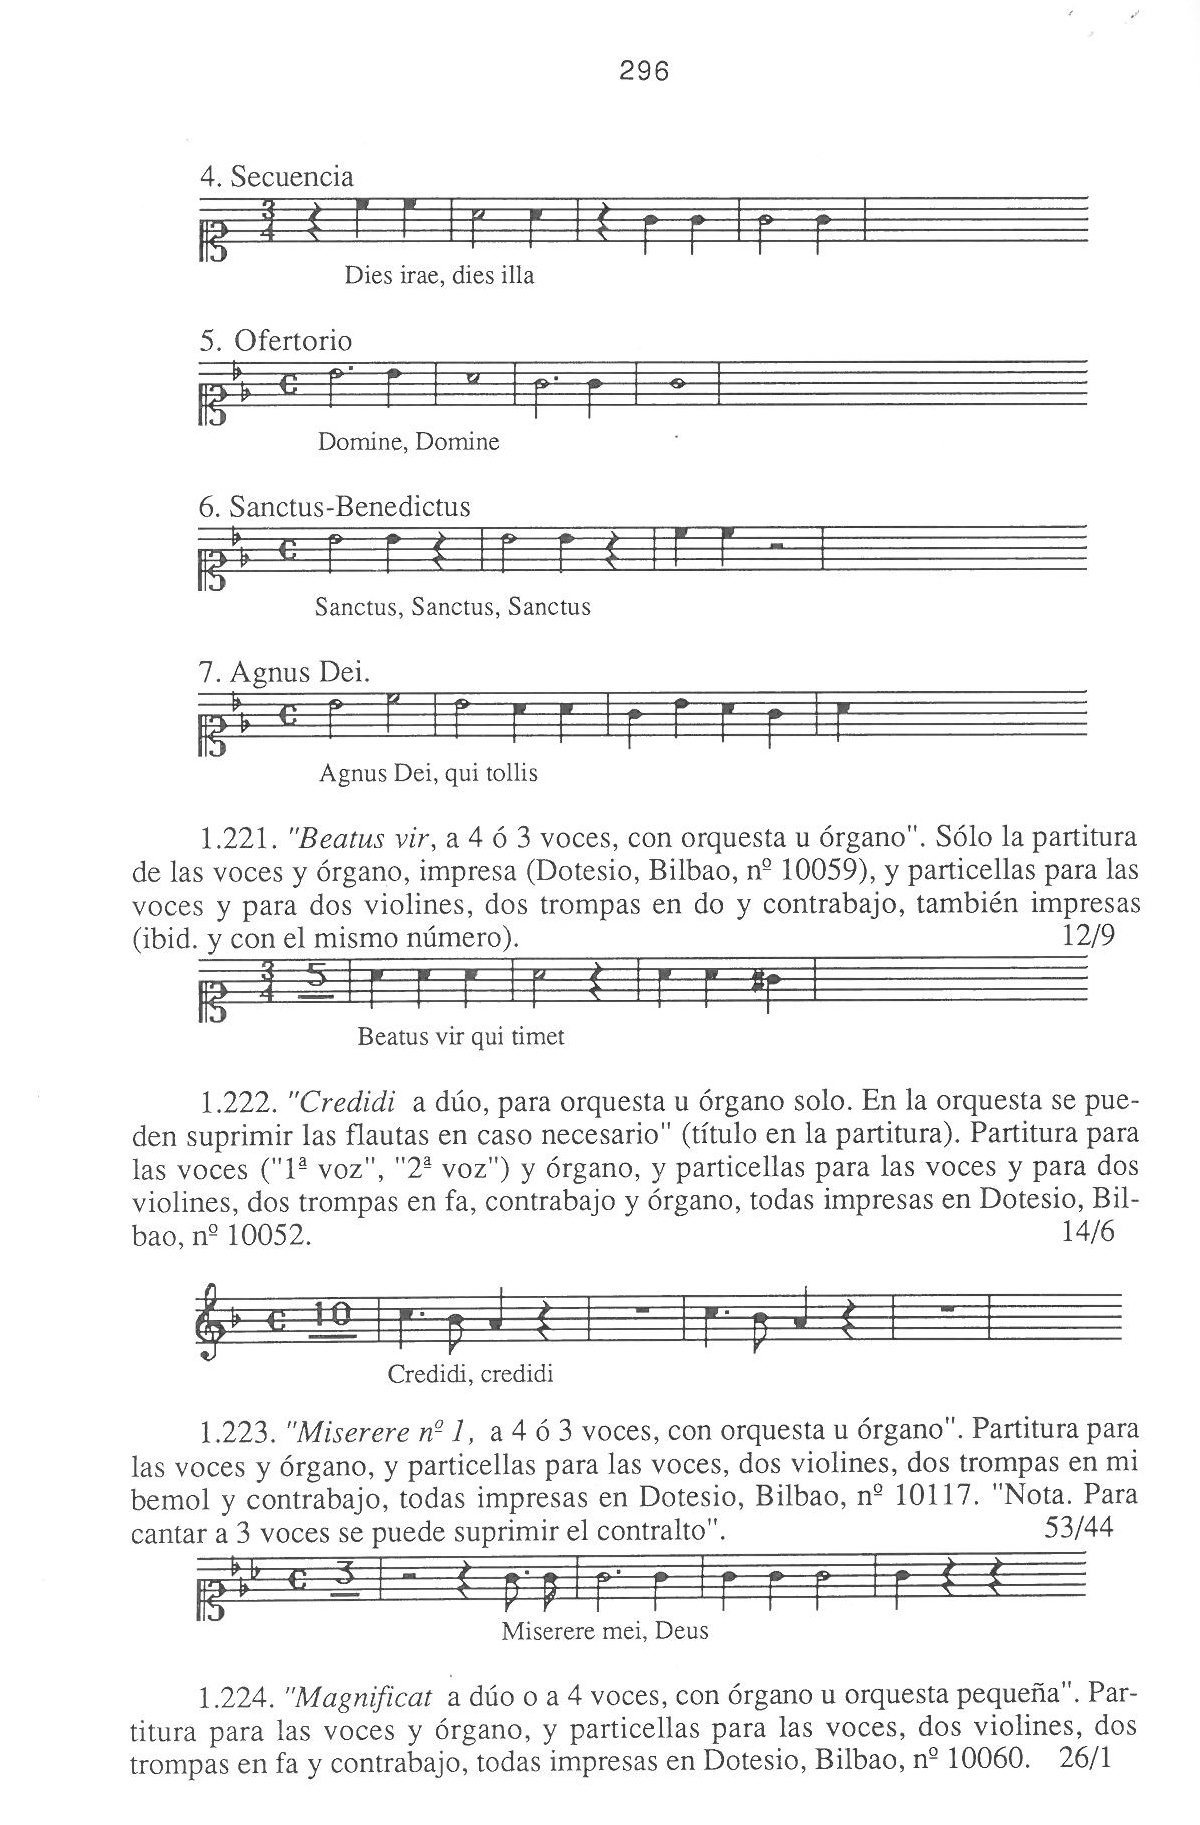 296
4. Secuencia
3
4
Dies irae, dies illa
5. Ofertorio
Domine, Domine
6. Sanctus-Benedictus
Sanctus, Sanctus, Sanctus
7. Agnus Dei.
Agnus Dei, qui tollis
1.221. "Beatus vir, a 4 ó 3 voces, con orquesta u órgano". Sólo la partitura
de las voces y órgano, impresa (Dotesio, Bilbao, nº 10059), y particellas para las
voces y para dos violines, dos trompas en do y contrabajo, también impresas
(ibid. y con el mismo número). 12/9
3
4
5
Beatus vir qui timet
1.222. "Credidi a dúo, para orquesta u órgano solo. En la orquesta se pue-
den suprimir las flautas en caso necesario" (título en la partitura). Partitura para
las voces ("1ª voz", "2ª voz") y órgano, y particellas para las voces y para dos
violines, dos trompas en fa, contrabajo y órgano, todas impresas en Dotesio, Bil-
bao, nº 10052. 14/6
10
Credidi, credidi
1.223. "Miserere nº 1, a 4 ó 3 voces, con orquesta u órgano". Partitura para
las voces y órgano, y particellas para las voces, dos violines, dos trompas en mi
bemol y contrabajo, todas impresas en Dotesio, Bilbao, nº 10117. "Nota. Para
cantar a 3 voces se puede suprimir el contralto". 53/44
3
Miserere mei, Deus
1.224. "Magnificat a dúo o a 4 voces, con órgano u orquesta pequeña". Par-
titura para las voces y órgano, y particellas para las voces, dos violines, dos
trompas en fa y contrabajo, todas impresas en Dotesio, Bilbao, nº 10060. 26/1